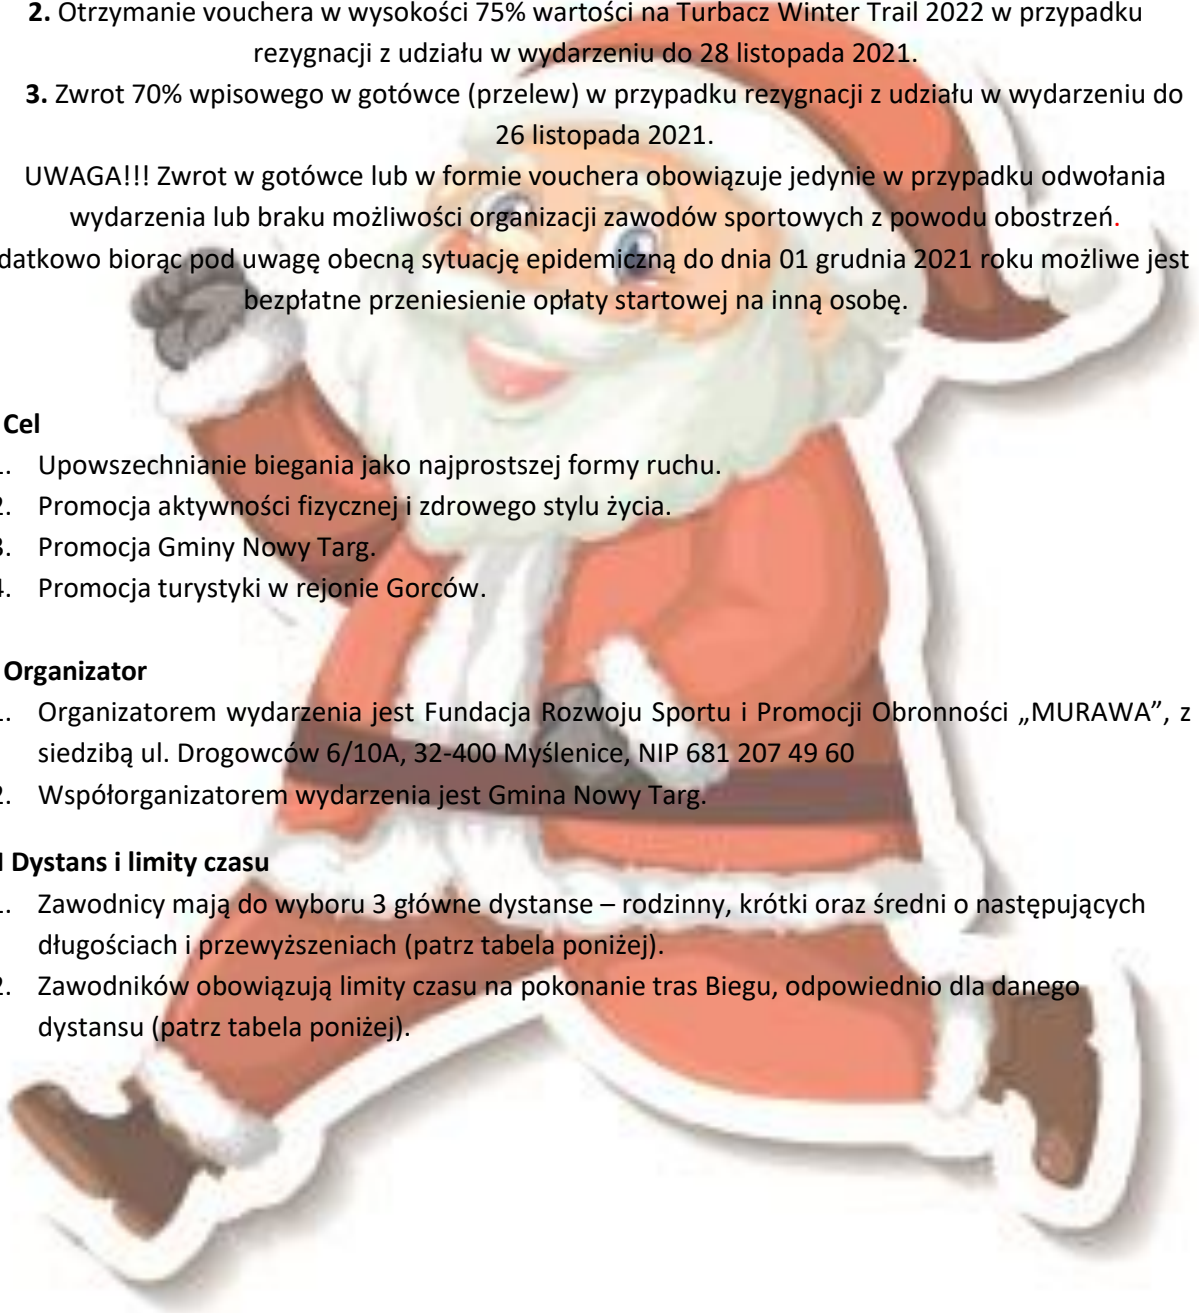 2. Otrzymanie vouchera w wysokości 75% wartości na Turbacz Winter Trail 2022 w przypadku
rezygnacji z udziału w wydarzeniu do 28 listopada 2021.
3. Zwrot 70% wpisowego w gotówce (przelew) w przypadku rezygnacji z udziału w wydarzeniu do
26 listopada 2021.
UWAGA!!! Zwrot w gotówce lub w formie vouchera obowiązuje jedynie w przypadku odwołania
wydarzenia lub braku możliwości organizacji zawodów sportowych z powodu obostrzeń.
datkowo biorąc pod uwagę obecną sytuację epidemiczną do dnia 01 grudnia 2021 roku możliwe jest
bezpłatne przeniesienie opłaty startowej na inną osobę.
Cel
1. Upowszechnianie biegania jako najprostszej formy ruchu.
2. Promocja aktywności fizycznej i zdrowego stylu życia.
3. Promocja Gminy Nowy Targ.
4. Promocja turystyki w rejonie Gorców.
Organizator
1. Organizatorem wydarzenia jest Fundacja Rozwoju Sportu i Promocji Obronności „MURAWA”, z
siedzibą ul. Drogowców 6/10A, 32-400 Myślenice, NIP 681 207 49 60
2. Współorganizatorem wydarzenia jest Gmina Nowy Targ.
I Dystans i limity czasu
1. Zawodnicy mają do wyboru 3 główne dystanse – rodzinny, krótki oraz średni o następujących
długościach i przewyższeniach (patrz tabela poniżej).
2. Zawodników obowiązują limity czasu na pokonanie tras Biegu, odpowiednio dla danego
dystansu (patrz tabela poniżej).